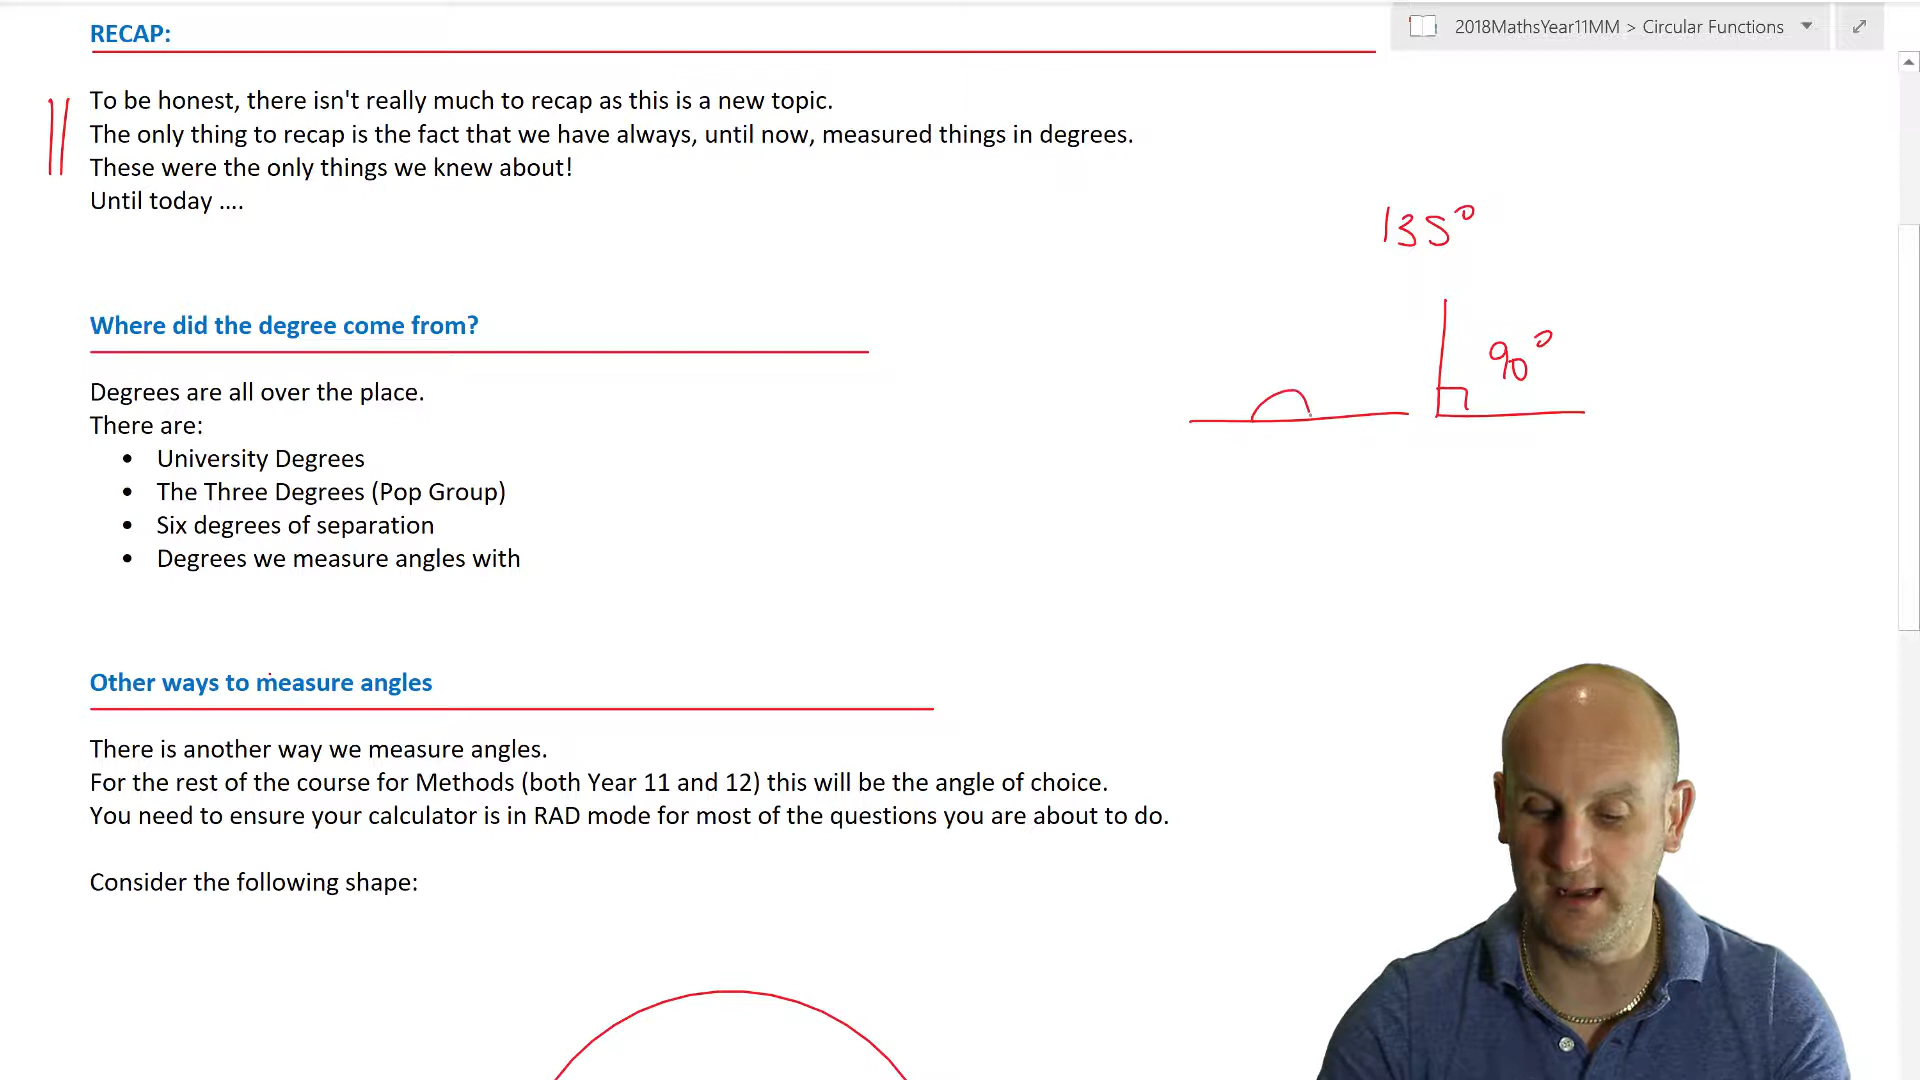 RECAP:
2018MathsYear11MM > Circular Functions
To be honest, there isn't really much to recap as this is a new topic.
The only thing to recap is the fact that we have always, until now, measured things in degrees.
These were the only things we knew about!
Until today ....
135°
Where did the degree come from?
90°
Degrees are all over the place.
There are:
• University Degrees
• The Three Degrees (Pop Group)
• Six degrees of separation
• Degrees we measure angles with
Other ways to measure angles
There is another way we measure angles.
For the rest of the course for Methods (both Year 11 and 12) this will be the angle of choice.
You need to ensure your calculator is in RAD mode for most of the questions you are about to do.
Consider the following shape: